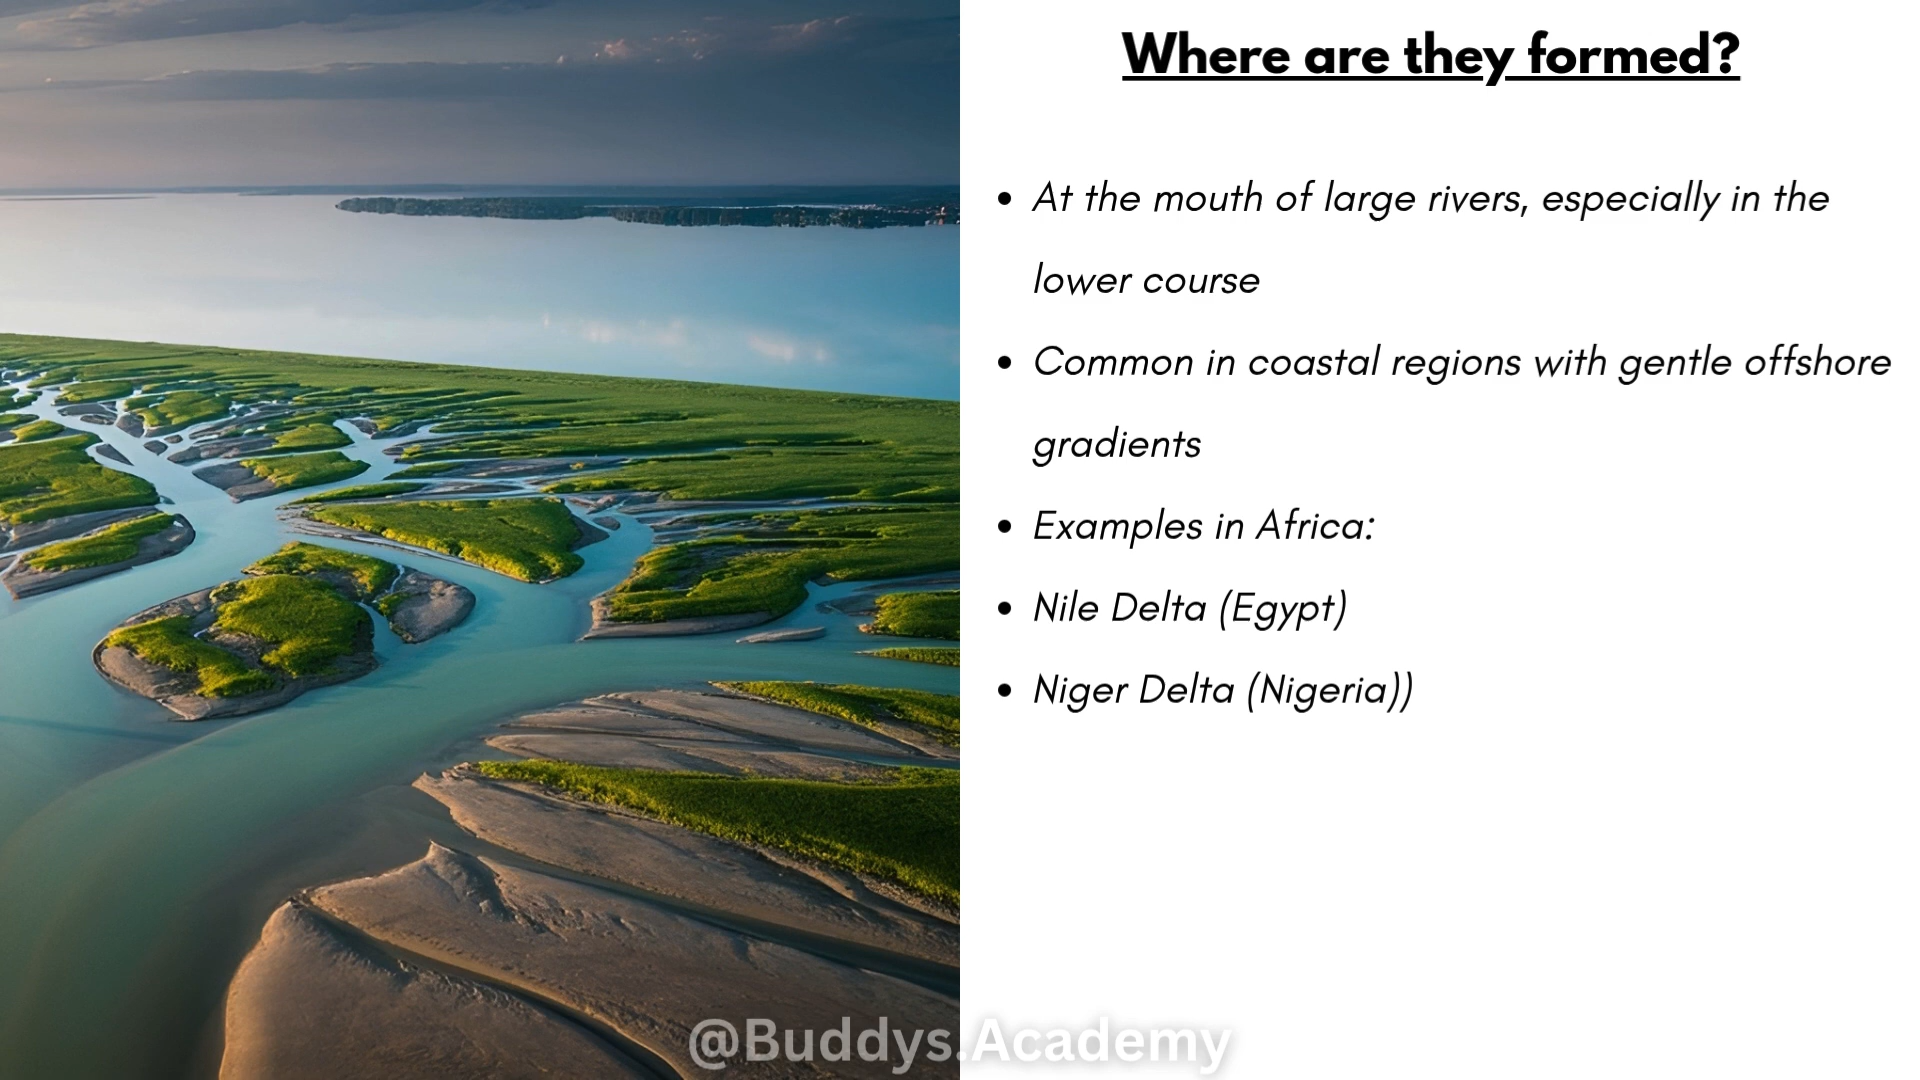 Where are they formed?
• At the mouth of large rivers, especially in the
lower course
• Common in coastal regions with gentle offshore
gradients
• Examples in Africa:
• Nile Delta (Egypt)
• Niger Delta (Nigeria))
@Buddys.Academy